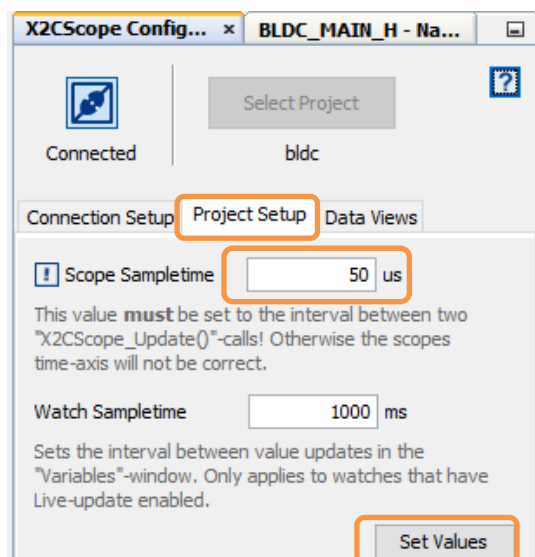 X2CScope Config... × BLDC_MAIN_H - Na...
Select Project
Connected bldc
Connection Setup Project Setup Data Views
! Scope Sampletime 50 us
This value must be set to the interval between two
"X2CScope_Update()"-calls! Otherwise the scopes
time-axis will not be correct.
Watch Sampletime 1000 ms
Sets the interval between value updates in the
"Variables"-window. Only applies to watches that have
Live-update enabled.
Set Values